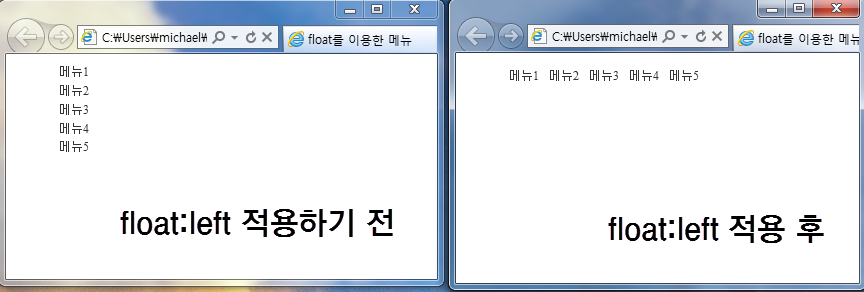 C:₩Users₩michael₩
float를 이용한 메뉴
메뉴1
메뉴2
메뉴3
메뉴4
메뉴5
float:left 적용하기 전
C:₩Users₩michael₩
float를 이용한 메뉴
메뉴1 메뉴2 메뉴3 메뉴4 메뉴5
float:left 적용 후